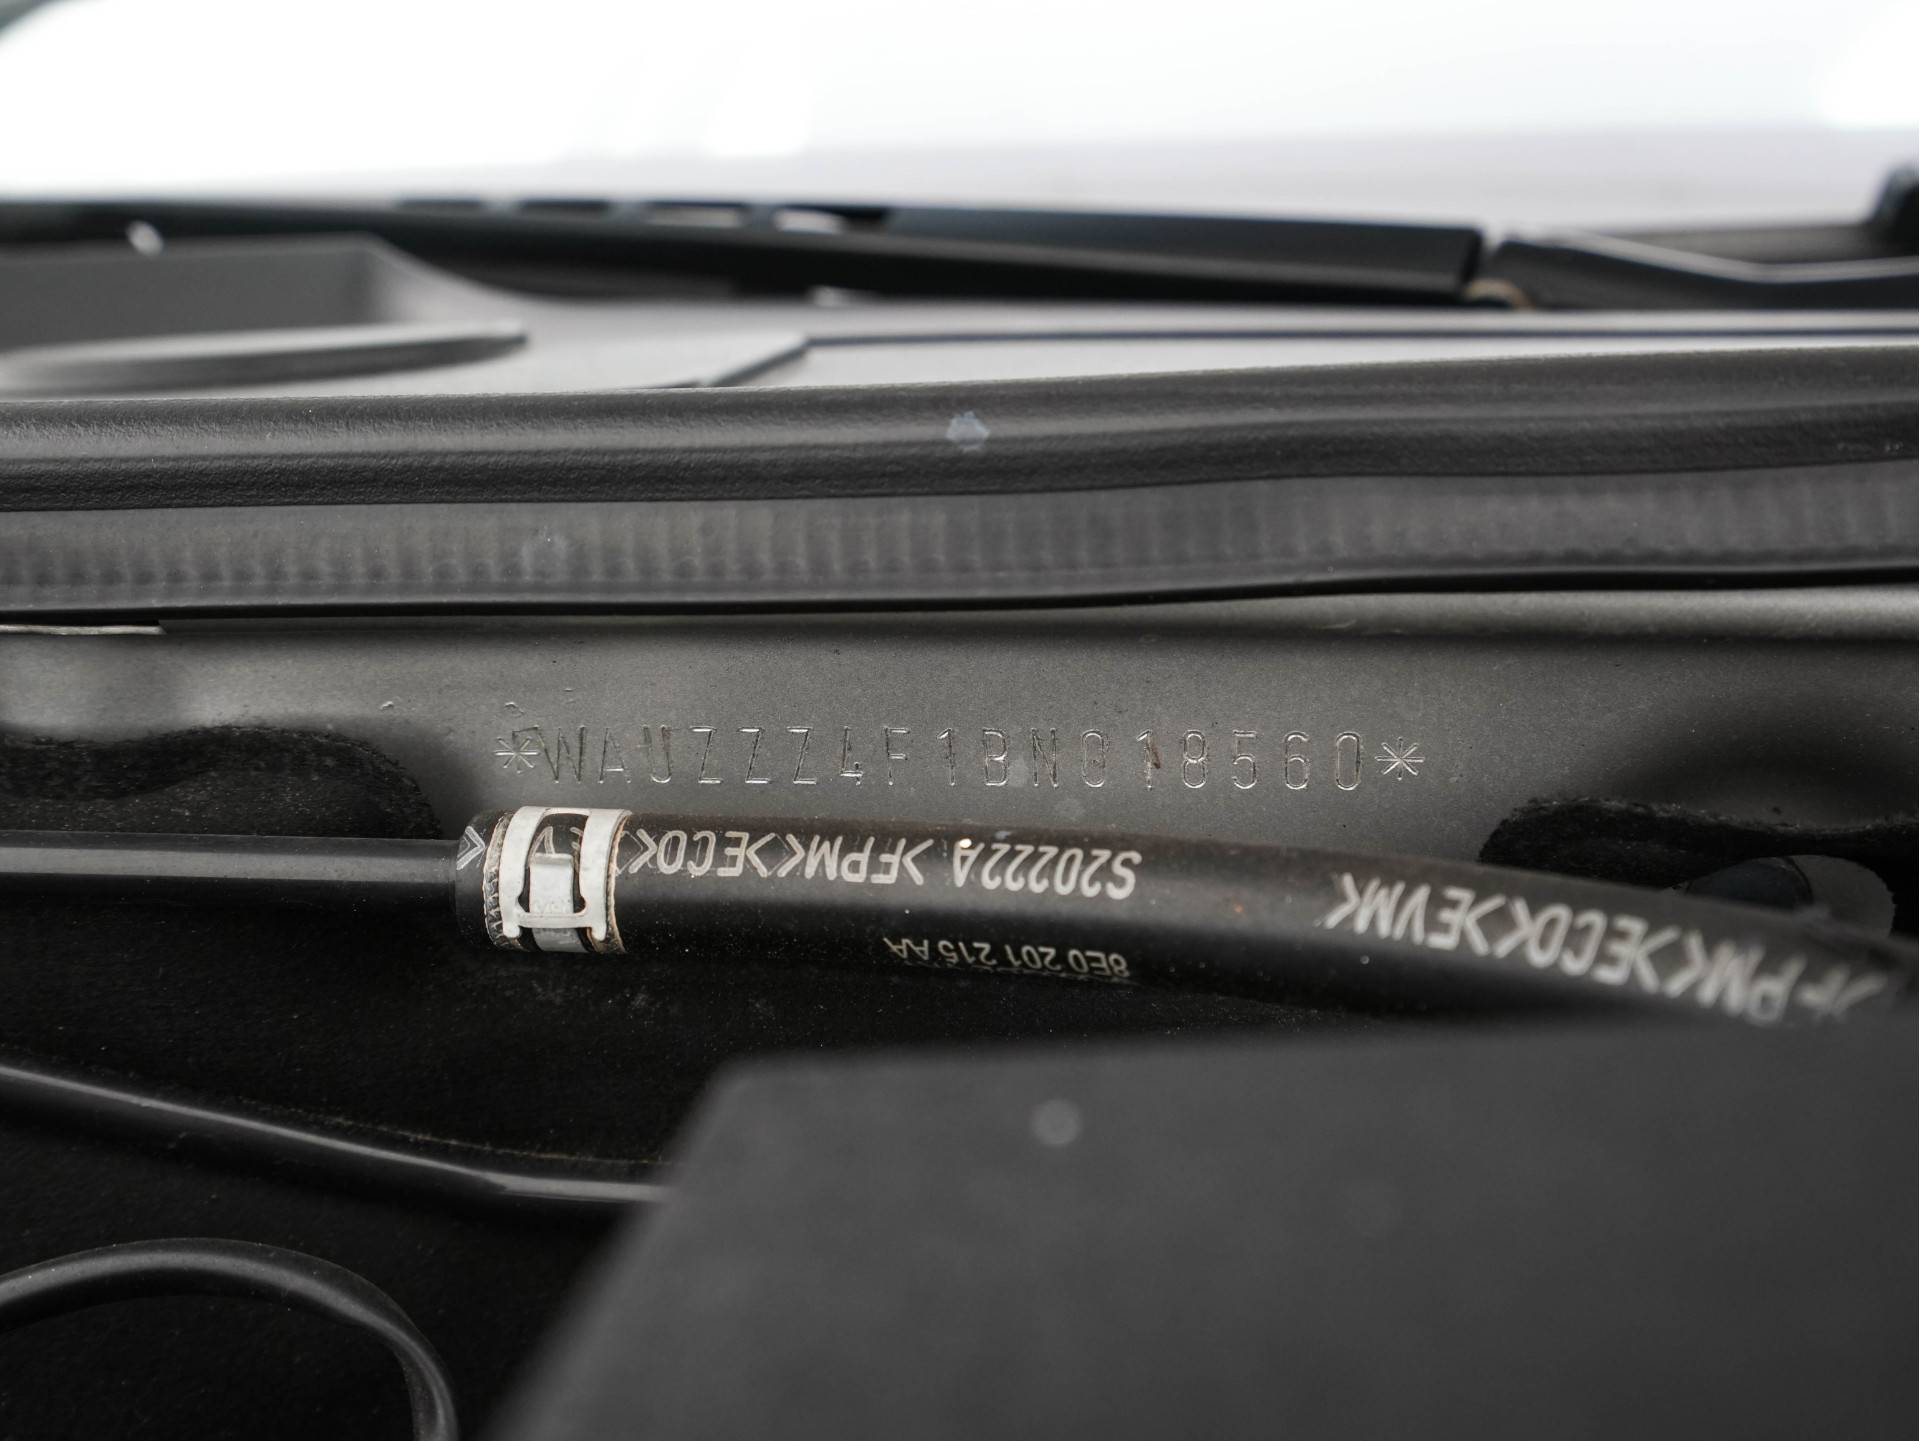 *WAUZZZ4F1BN018560*
S20222A >FPM<>ECO<
8E0 201 215 AA
>FPM<>ECO<>EVM<